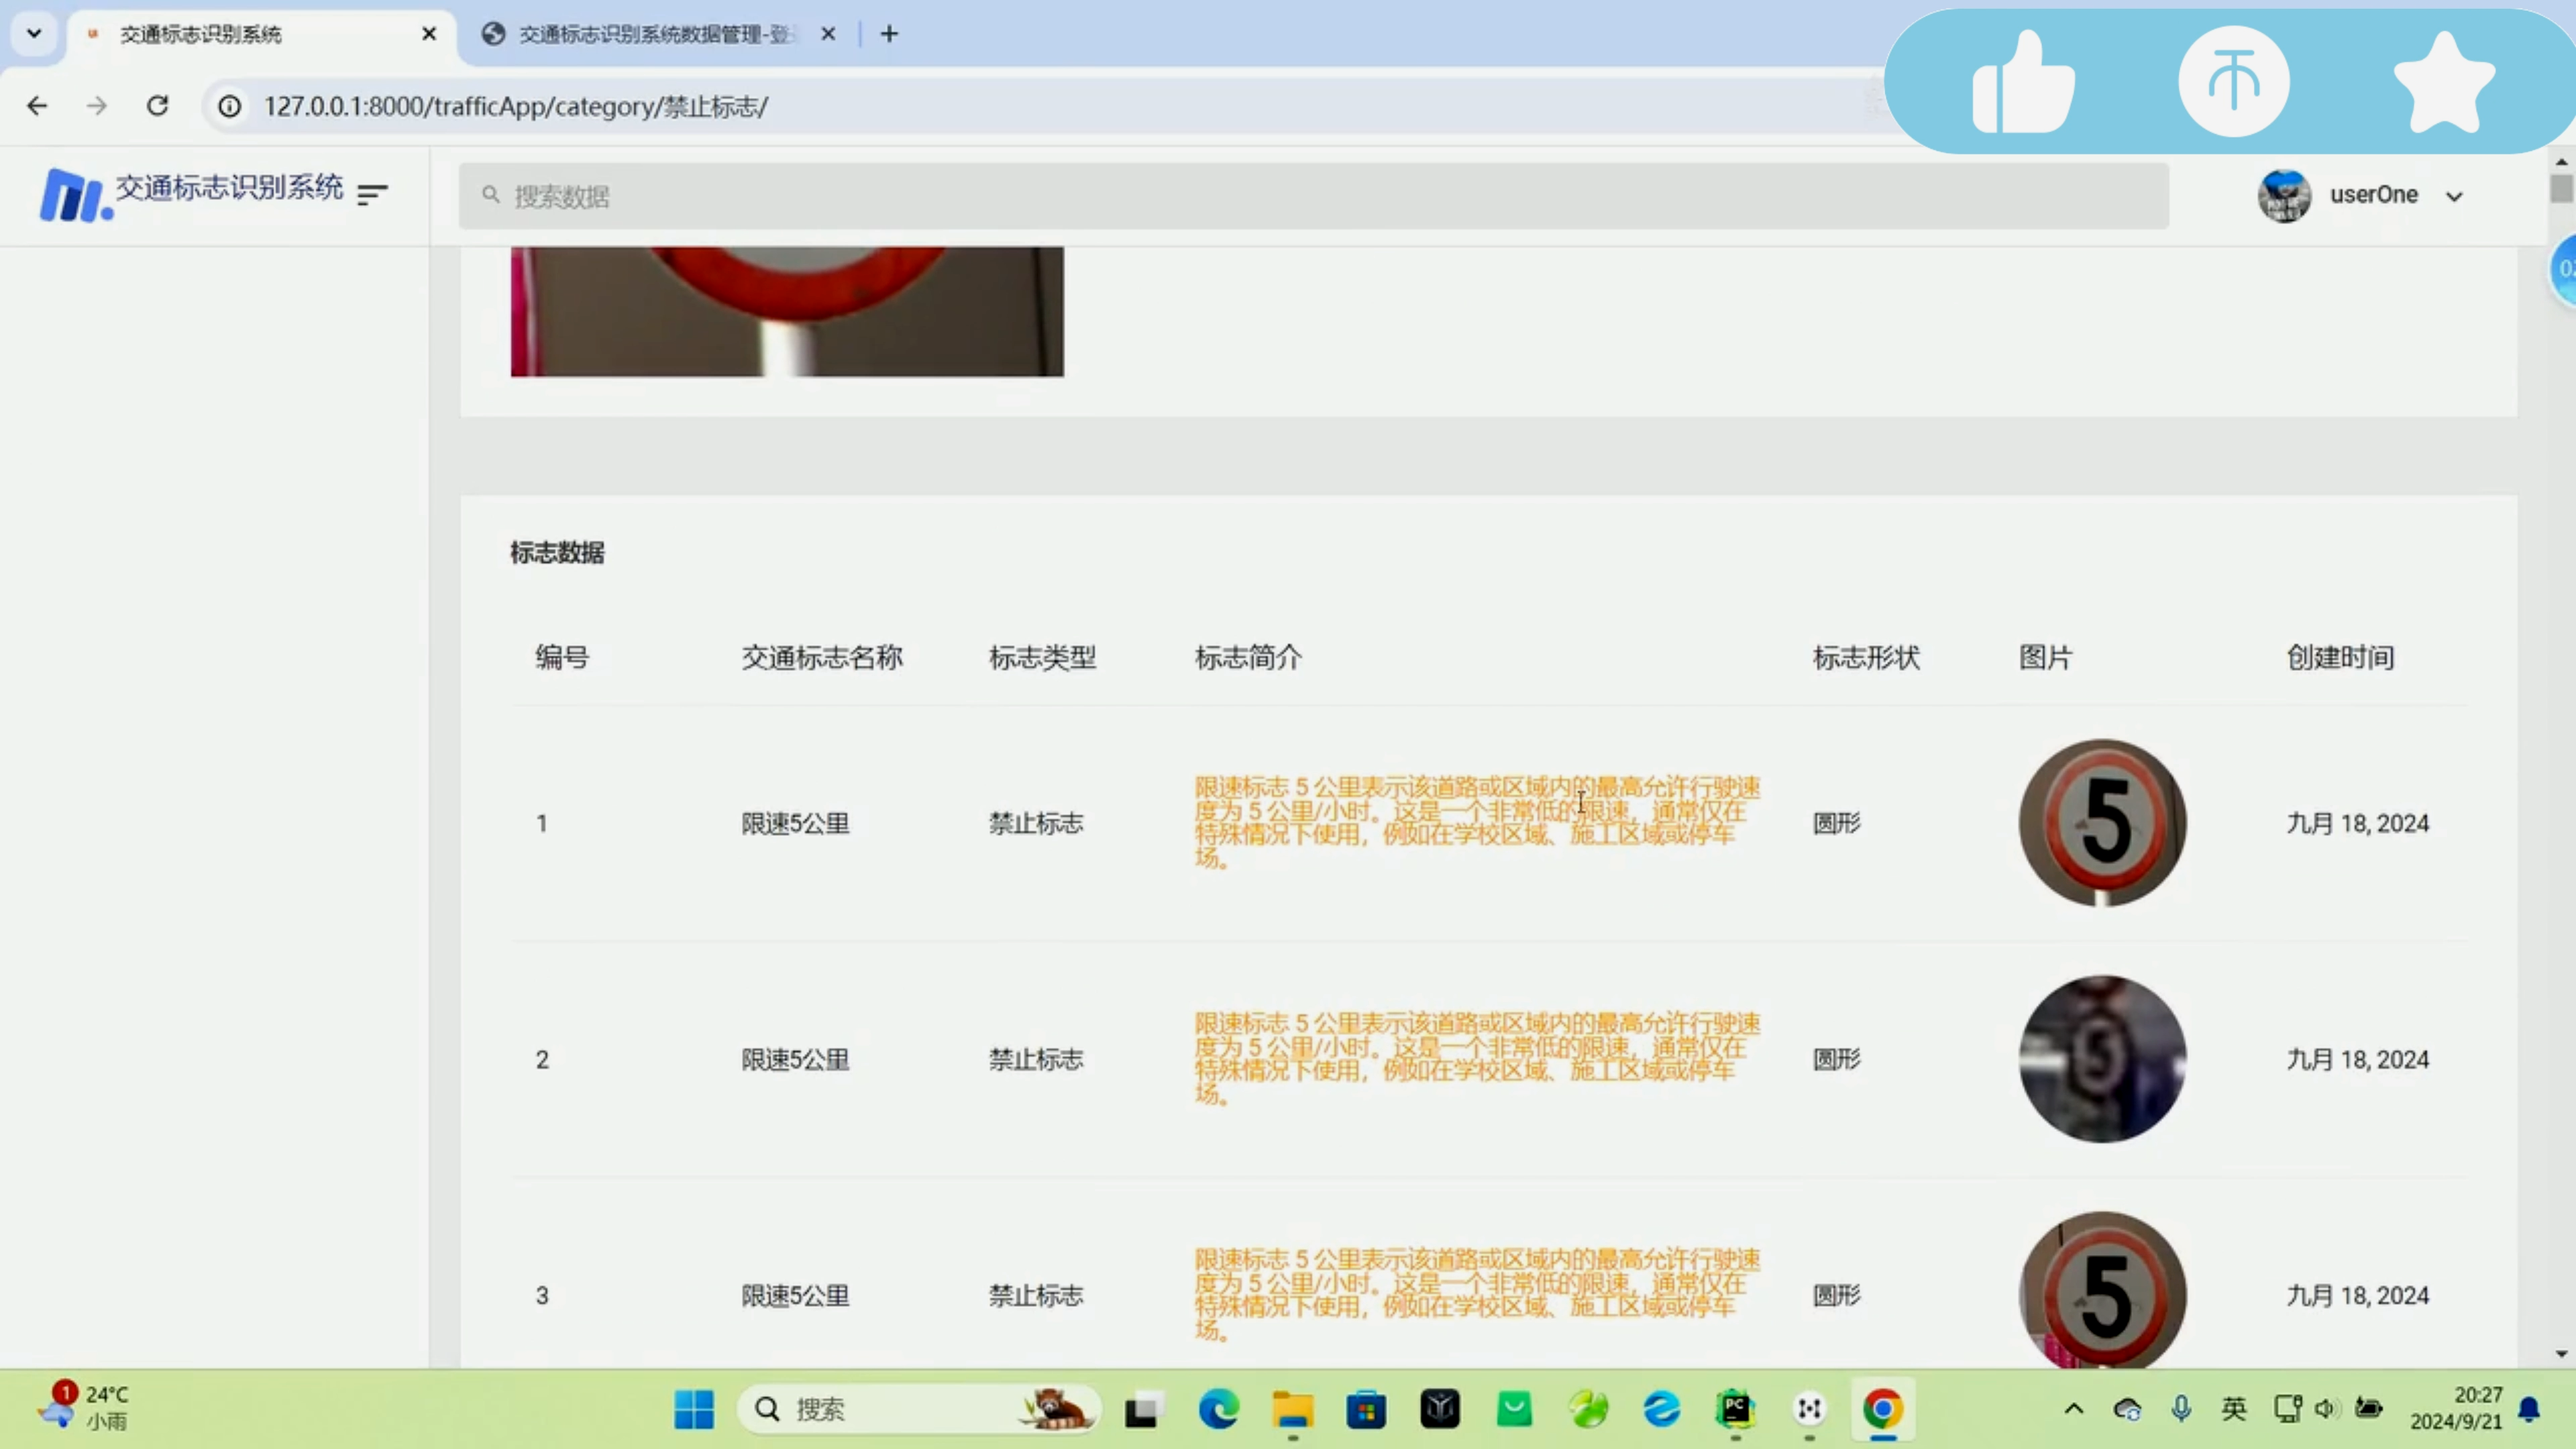 交通标志识别系统
交通标志识别系统数据管理-登
127.0.0.1:8000/trafficApp/category/禁止标志/
交通标志识别系统
搜索数据
userOne
标志数据
编号 交通标志名称 标志类型 标志简介 标志形状 图片 创建时间
1 限速5公里 禁止标志
限速标志 5 公里表示该道路或区域内的最高允许行驶速
度为 5 公里/小时。这是一个非常低的限速，通常仅在
特殊情况下使用，例如在学校区域、施工区域或停车
场。
圆形 5 九月 18, 2024
2 限速5公里 禁止标志
限速标志 5 公里表示该道路或区域内的最高允许行驶速
度为 5 公里/小时。这是一个非常低的限速，通常仅在
特殊情况下使用，例如在学校区域、施工区域或停车
场。
圆形 5 九月 18, 2024
3 限速5公里 禁止标志
限速标志 5 公里表示该道路或区域内的最高允许行驶速
度为 5 公里/小时。这是一个非常低的限速，通常仅在
特殊情况下使用，例如在学校区域、施工区域或停车
场。
圆形 5 九月 18, 2024
1
24°C
小雨
搜索
PC
英
20:27
2024/9/21